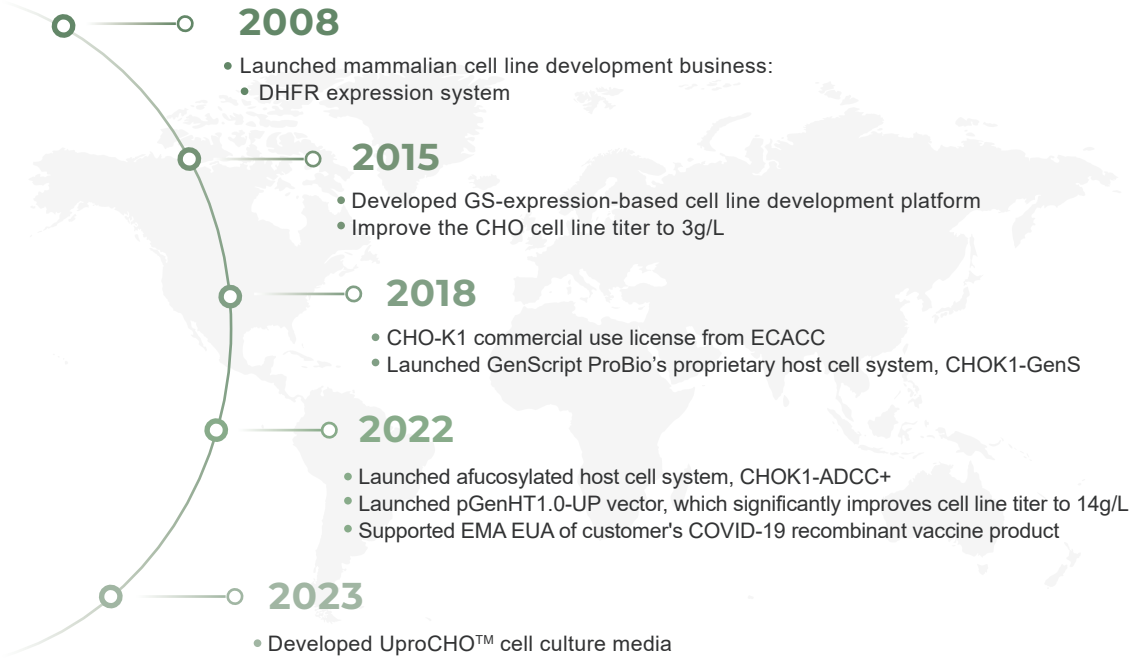 2008
• Launched mammalian cell line development business:
• DHFR expression system
2015
• Developed GS-expression-based cell line development platform
• Improve the CHO cell line titer to 3g/L
2018
• CHO-K1 commercial use license from ECACC
• Launched GenScript ProBio’s proprietary host cell system, CHOK1-GenS
2022
• Launched afucosylated host cell system, CHOK1-ADCC+
• Launched pGenHT1.0-UP vector, which significantly improves cell line titer to 14g/L
• Supported EMA EUA of customer's COVID-19 recombinant vaccine product
2023
• Developed UproCHO™ cell culture media